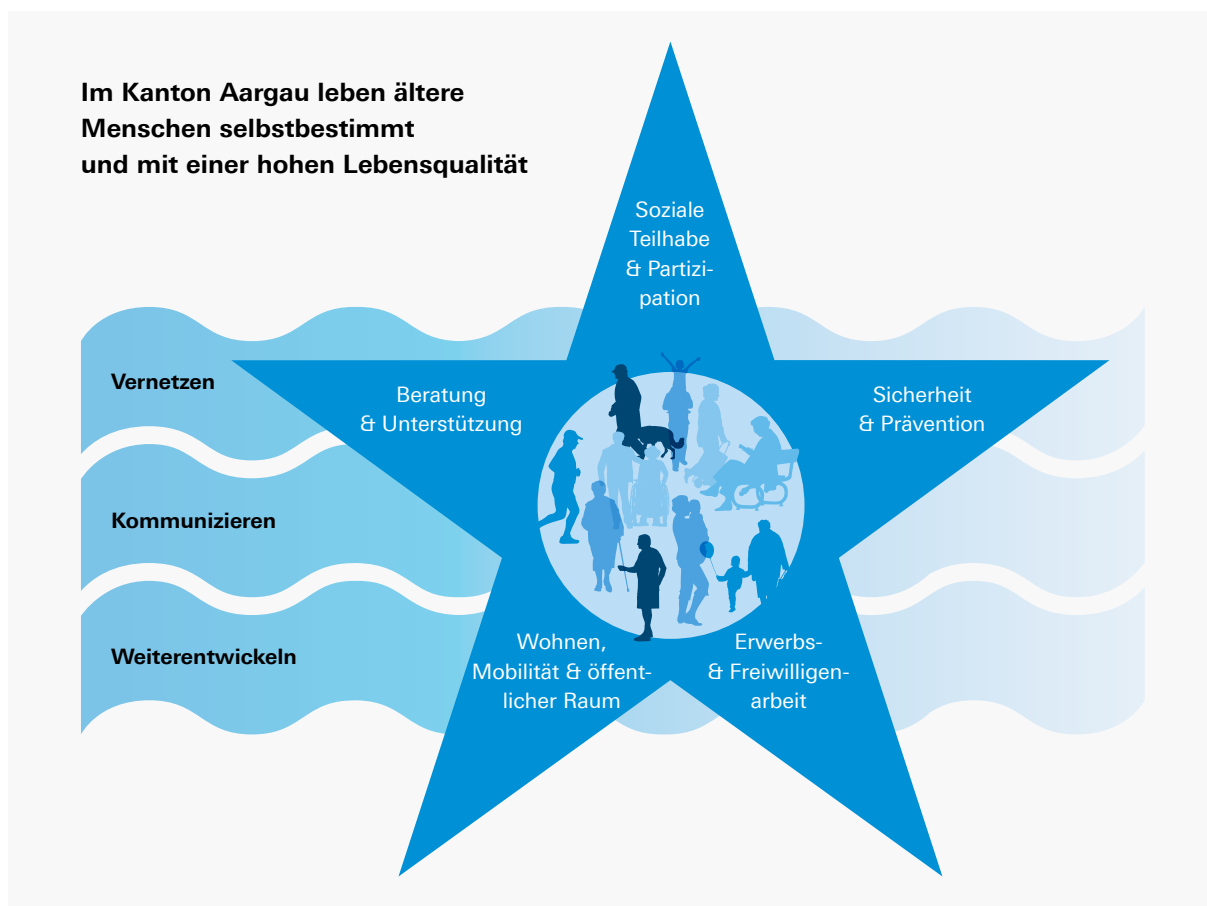 Im Kanton Aargau leben ältere
Menschen selbstbestimmt
und mit einer hohen Lebensqualität
Soziale
Teilhabe
& Partizi-
pation
Vernetzen
Beratung
& Unterstützung
Sicherheit
& Prävention
Kommunizieren
Weiterentwickeln
Wohnen,
Mobilität & öffent-
licher Raum
Erwerbs-
& Freiwilligen-
arbeit